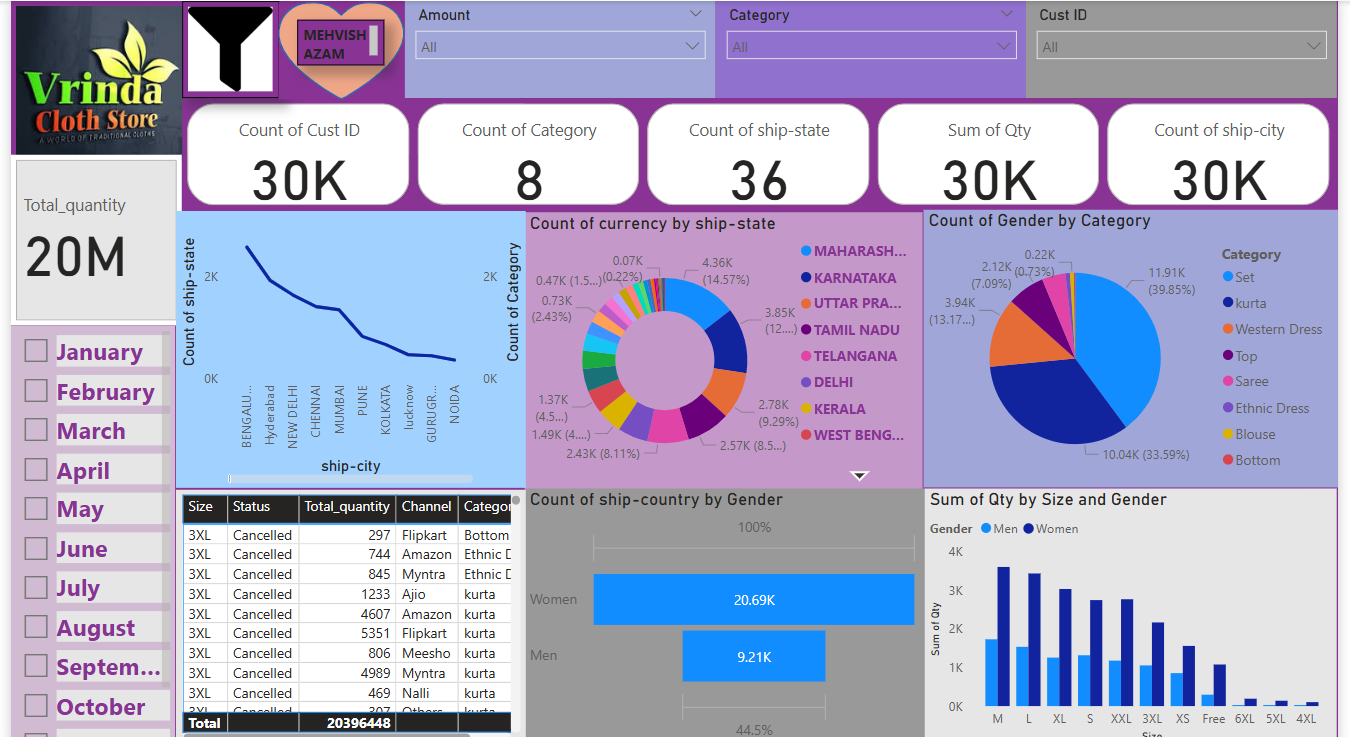 Vrinda
Cloth Store
A WORLD OF TRADITIONAL CLOTHS
MEHVISH
AZAM
Amount
All
Category
All
Cust ID
All
Count of Cust ID
30K
Count of Category
8
Count of ship-state
36
Sum of Qty
30K
Count of ship-city
30K
Total_quantity
20M
January
February
March
April
May
June
July
August
Septem...
October
Count of ship-state
2K
0K
2K
0K
Count of Category
BENGALU...
Hyderabad
NEW DELHI
CHENNAI
MUMBAI
PUNE
KOLKATA
lucknow
GURUGR...
NOIDA
ship-city
Count of currency by ship-state
0.07K
(0.22%)
4.36K
(14.57%)
3.85K
(12....)
2.78K
(9.29%)
2.57K (8.5...)
2.43K (8.11%)
1.49K (4....)
1.37K
(4.5...)
0.73K
(2.43%)
0.47K (1.5...)
MAHARASH...
KARNATAKA
UTTAR PRA...
TAMIL NADU
TELANGANA
DELHI
KERALA
WEST BENG...
Count of Gender by Category
0.22K
(0.73%)
2.12K
(7.09%)
3.94K
(13.17...)
11.91K
(39.85%)
10.04K (33.59%)
Category
Set
kurta
Western Dress
Top
Saree
Ethnic Dress
Blouse
Bottom
Size Status Total_quantity Channel Categor
3XL Cancelled 297 Flipkart Bottom
3XL Cancelled 744 Amazon Ethnic D
3XL Cancelled 845 Myntra Ethnic D
3XL Cancelled 1233 Ajio kurta
3XL Cancelled 4607 Amazon kurta
3XL Cancelled 5351 Flipkart kurta
3XL Cancelled 806 Meesho kurta
3XL Cancelled 4989 Myntra kurta
3XL Cancelled 469 Nalli kurta
3XL Cancelled 307 Others kurta
Total 20396448
Count of ship-country by Gender
100%
Women 20.69K
Men 9.21K
44.5%
Sum of Qty by Size and Gender
Gender Men Women
Sum of Qty
4K
3K
2K
1K
0K
M L XL S XXL 3XL XS Free 6XL 5XL 4XL
Size